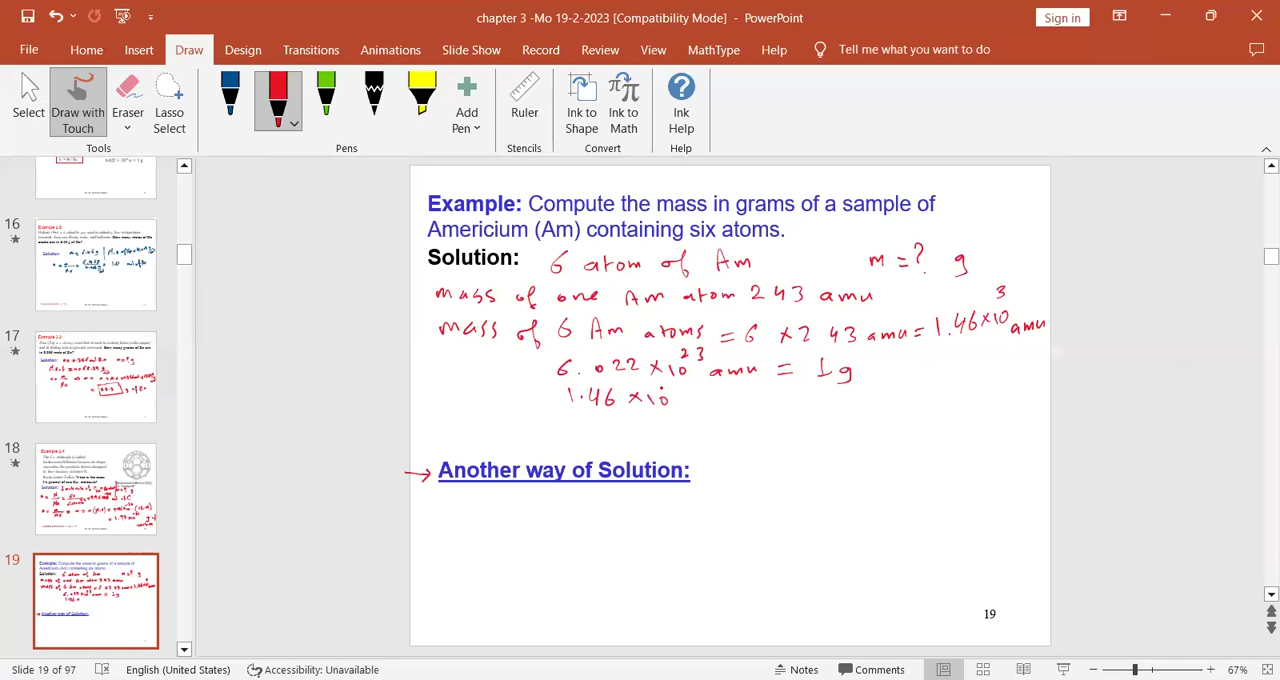 chapter 3 -Mo 19-2-2023 [Compatibility Mode] - PowerPoint
Sign in
File Home Insert Draw Design Transitions Animations Slide Show Record Review View MathType Help Tell me what you want to do
Select
Draw with Touch
Eraser
Lasso Select
Add Pen
Ruler
Ink to Shape
Ink to Math
Ink Help
Tools Pens Stencils Convert Help
16
17
18
19
Example: Compute the mass in grams of a sample of
Americium (Am) containing six atoms.
Solution: 6 atom of Am m = ? g
mass of one Am atom 243 amu
mass of 6 Am atoms = 6 × 243 amu = 1.46×10³ amu
6.022 ×10²³ amu = 1g
1.46 ×10
Another way of Solution:
19
Slide 19 of 97 English (United States) Accessibility: Unavailable Notes Comments 67%